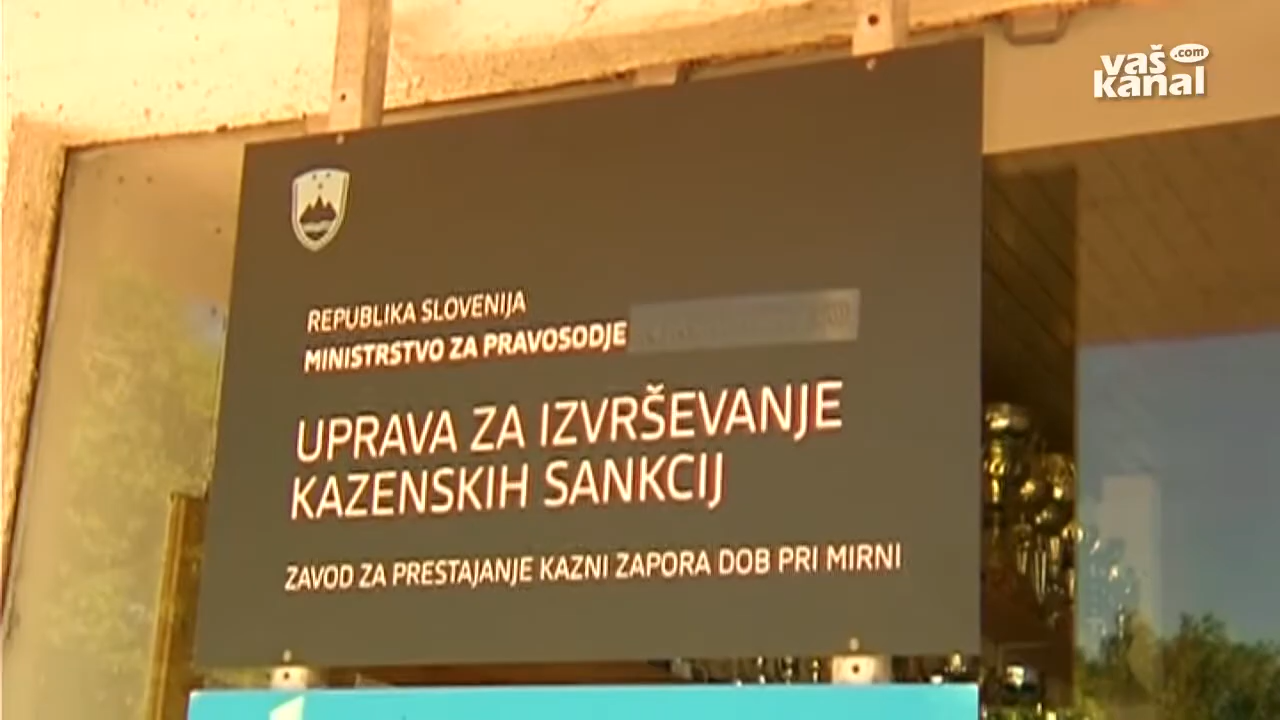 vaš
.com
kanal
REPUBLIKA SLOVENIJA
MINISTRSTVO ZA PRAVOSODJE
UPRAVA ZA IZVRŠEVANJE
KAZENSKIH SANKCIJ
ZAVOD ZA PRESTAJANJE KAZNI ZAPORA DOB PRI MIRNI